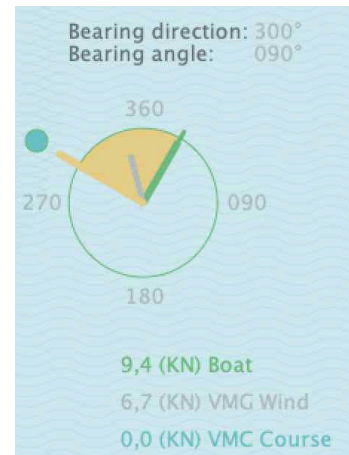 Bearing direction: 300°
Bearing angle: 090°
360
270
090
180
9,4 (KN) Boat
6,7 (KN) VMG Wind
0,0 (KN) VMC Course